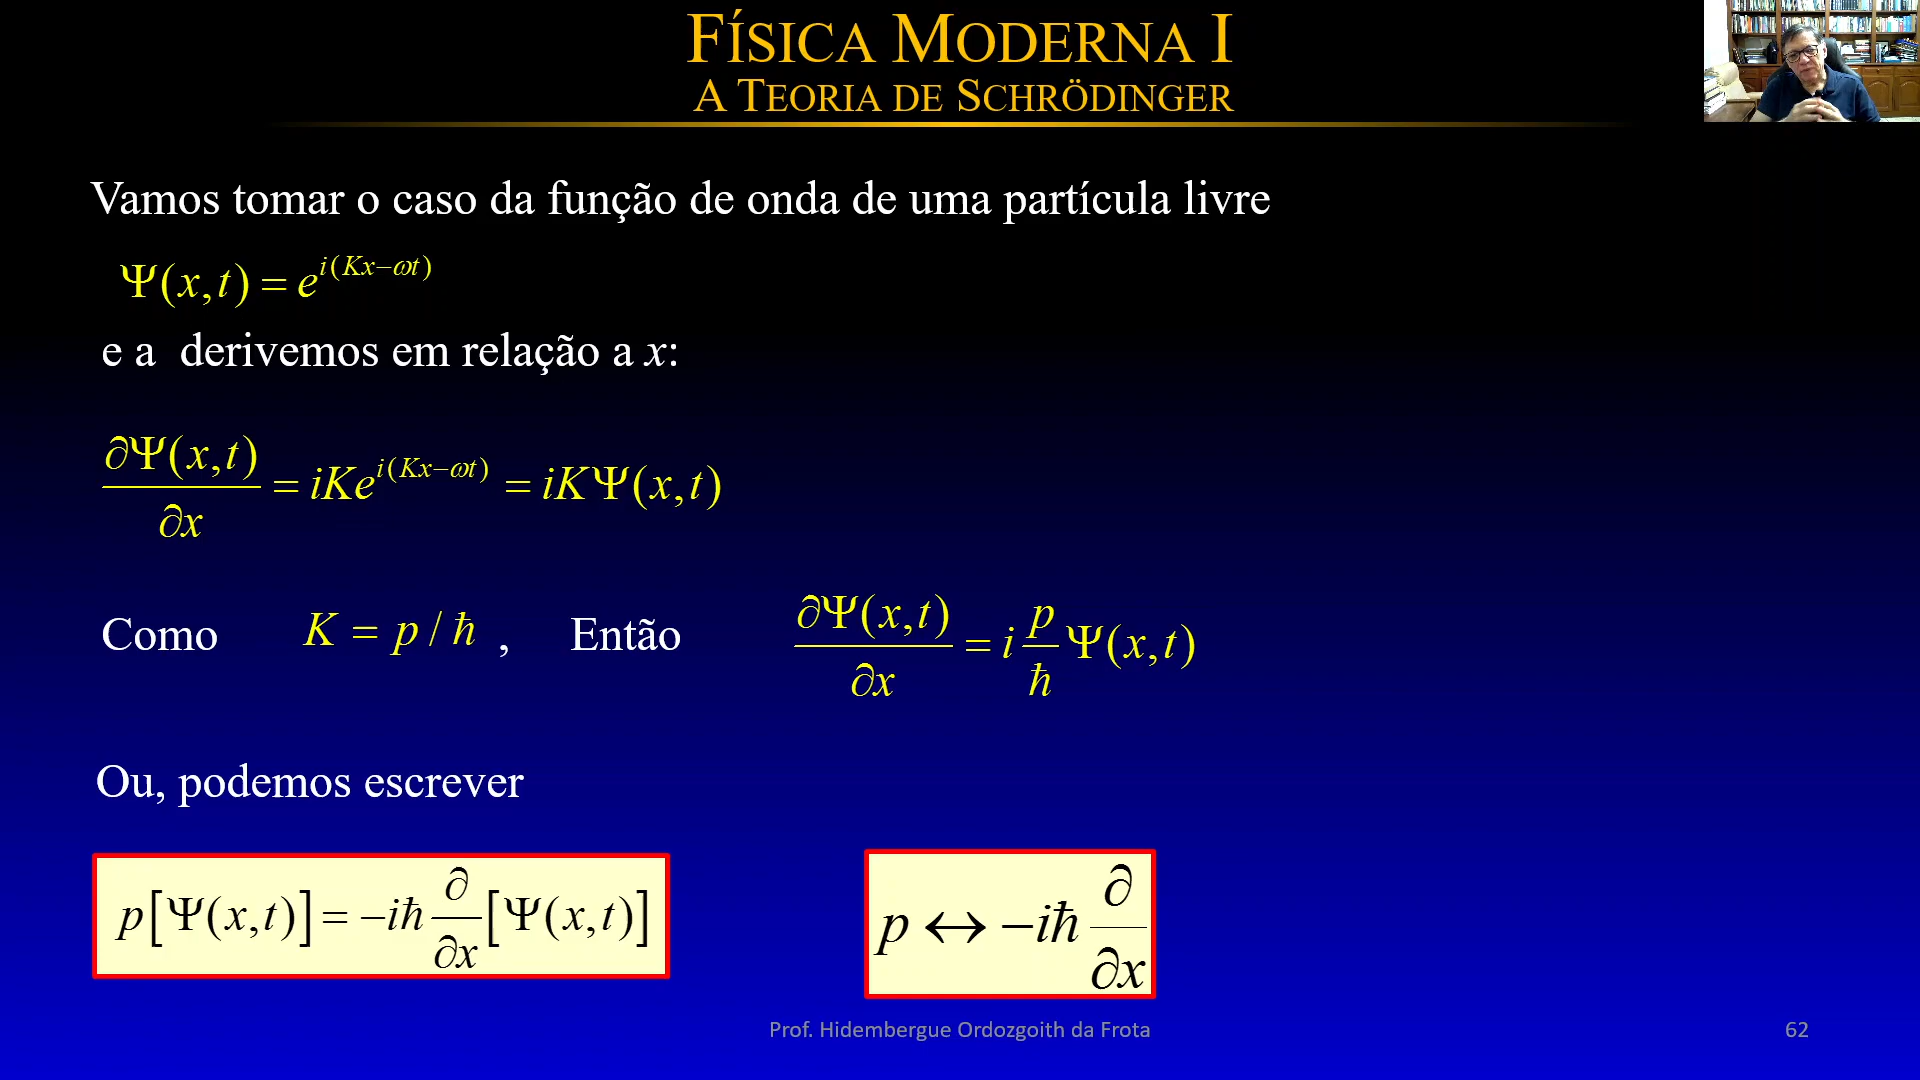 FÍSICA MODERNA I
A TEORIA DE SCHRÖDINGER
Vamos tomar o caso da função de onda de uma partícula livre
Ψ(x,t) = e^{i(Kx−ωt)}
e a derivemos em relação a x:
∂Ψ(x,t)/∂x = iKe^{i(Kx−ωt)} = iKΨ(x,t)
Como K = p / ħ , Então ∂Ψ(x,t)/∂x = i p/ħ Ψ(x,t)
Ou, podemos escrever
p[Ψ(x,t)] = −iħ ∂/∂x [Ψ(x,t)]
p ↔ −iħ ∂/∂x
Prof. Hidembergue Ordozgoith da Frota
62